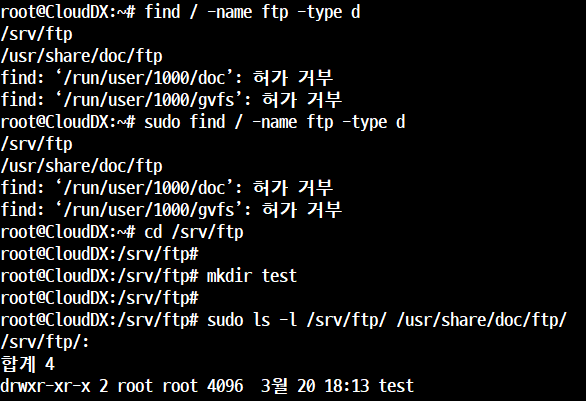 root@CloudDX:~# find / -name ftp -type d
/srv/ftp
/usr/share/doc/ftp
find: ‘/run/user/1000/doc’: 허가 거부
find: ‘/run/user/1000/gvfs’: 허가 거부
root@CloudDX:~# sudo find / -name ftp -type d
/srv/ftp
/usr/share/doc/ftp
find: ‘/run/user/1000/doc’: 허가 거부
find: ‘/run/user/1000/gvfs’: 허가 거부
root@CloudDX:~# cd /srv/ftp
root@CloudDX:/srv/ftp#
root@CloudDX:/srv/ftp# mkdir test
root@CloudDX:/srv/ftp#
root@CloudDX:/srv/ftp# sudo ls -l /srv/ftp/ /usr/share/doc/ftp/
/srv/ftp/:
합계 4
drwxr-xr-x 2 root root 4096  3월 20 18:13 test